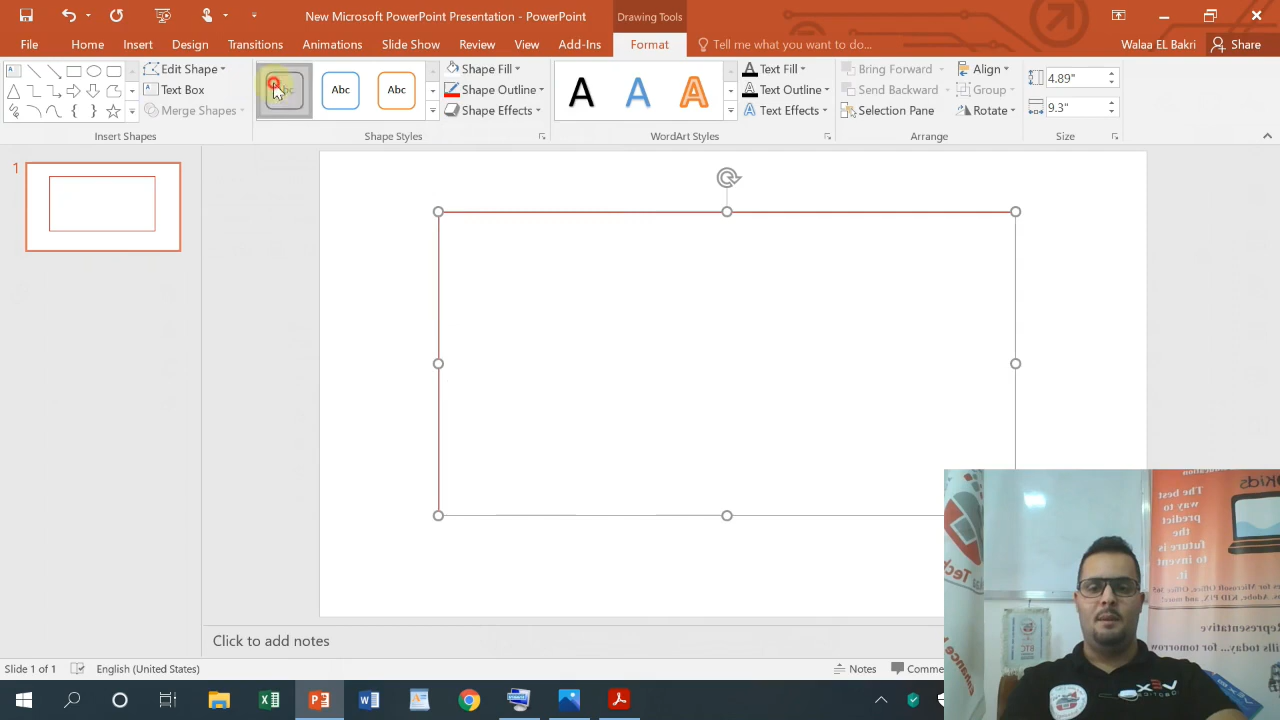 New Microsoft PowerPoint Presentation - PowerPoint
Drawing Tools
File Home Insert Design Transitions Animations Slide Show Review View Add-Ins Format Tell me what you want to do... Walaa EL Bakri Share
Edit Shape
Text Box
Merge Shapes
Insert Shapes
Abc Abc Abc
Shape Fill
Shape Outline
Shape Effects
Shape Styles
A A A
Text Fill
Text Outline
Text Effects
WordArt Styles
Bring Forward
Send Backward
Selection Pane
Align
Group
Rotate
Arrange
4.89"
9.3"
Size
1
Click to add notes
The best
to way
predict
the
future is
to invent
it.
BTC
VEX
Slide 1 of 1 English (United States) Notes Comme